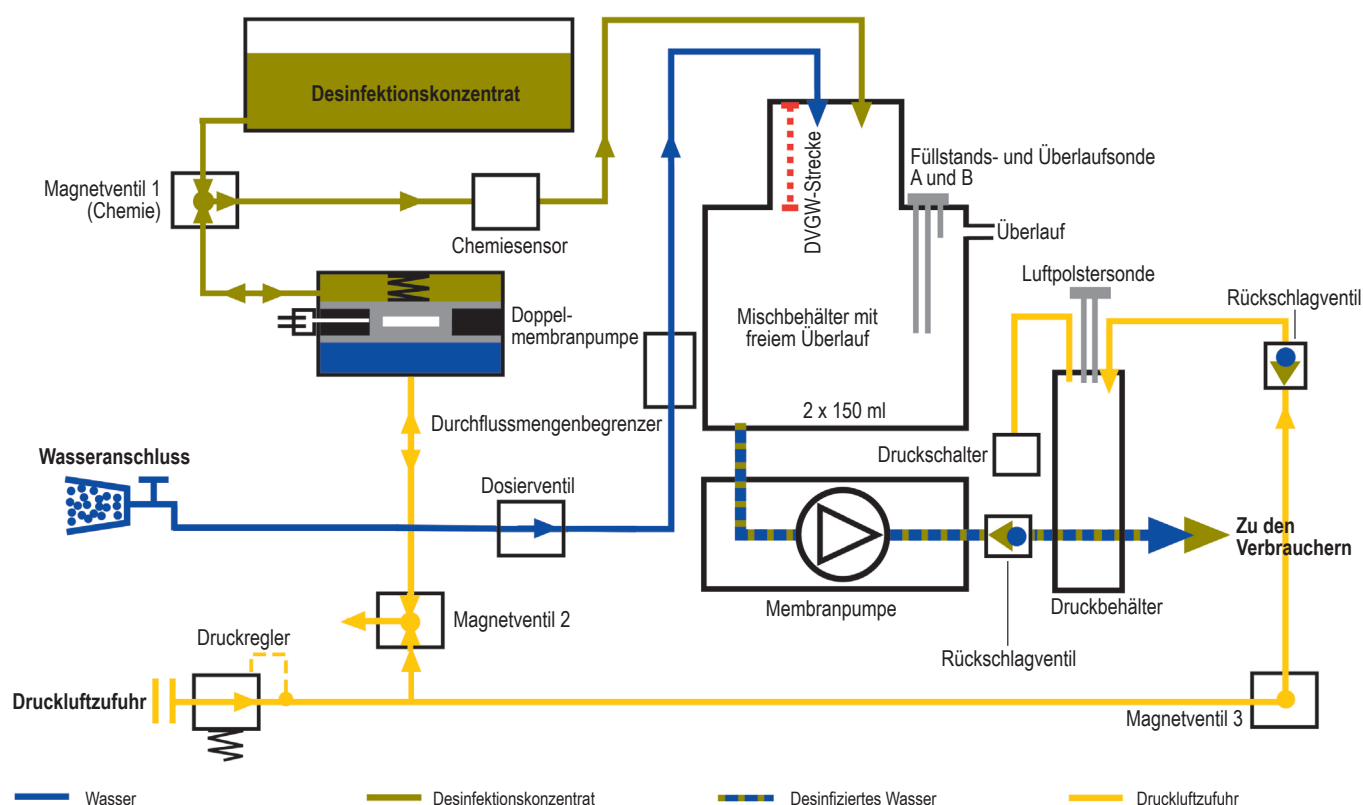 Desinfektionskonzentrat
Magnetventil 1
(Chemie)
Chemiesensor
DVGW-Strecke
Füllstands- und Überlaufsonde
A und B
Überlauf
Luftpolstersonde
Rückschlagventil
Doppel-
membranpumpe
Mischbehälter mit
freiem Überlauf
2 x 150 ml
Durchflussmengenbegrenzer
Druckschalter
Wasseranschluss
Dosierventil
Zu den
Verbrauchern
Membranpumpe
Druckbehälter
Magnetventil 2
Druckregler
Rückschlagventil
Druckluftzufuhr
Magnetventil 3
Wasser
Desinfektionskonzentrat
Desinfiziertes Wasser
Druckluftzufuhr